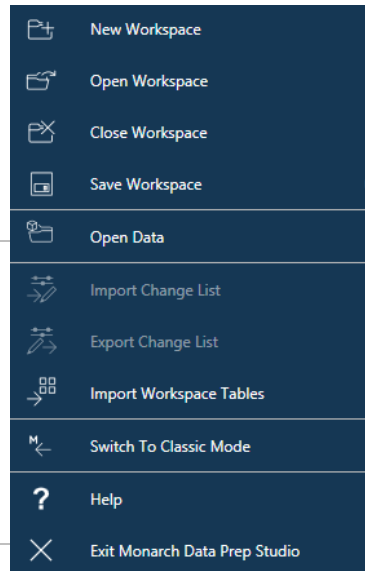 New Workspace
Open Workspace
Close Workspace
Save Workspace
Open Data
Import Change List
Export Change List
Import Workspace Tables
M
Switch To Classic Mode
?
Help
Exit Monarch Data Prep Studio